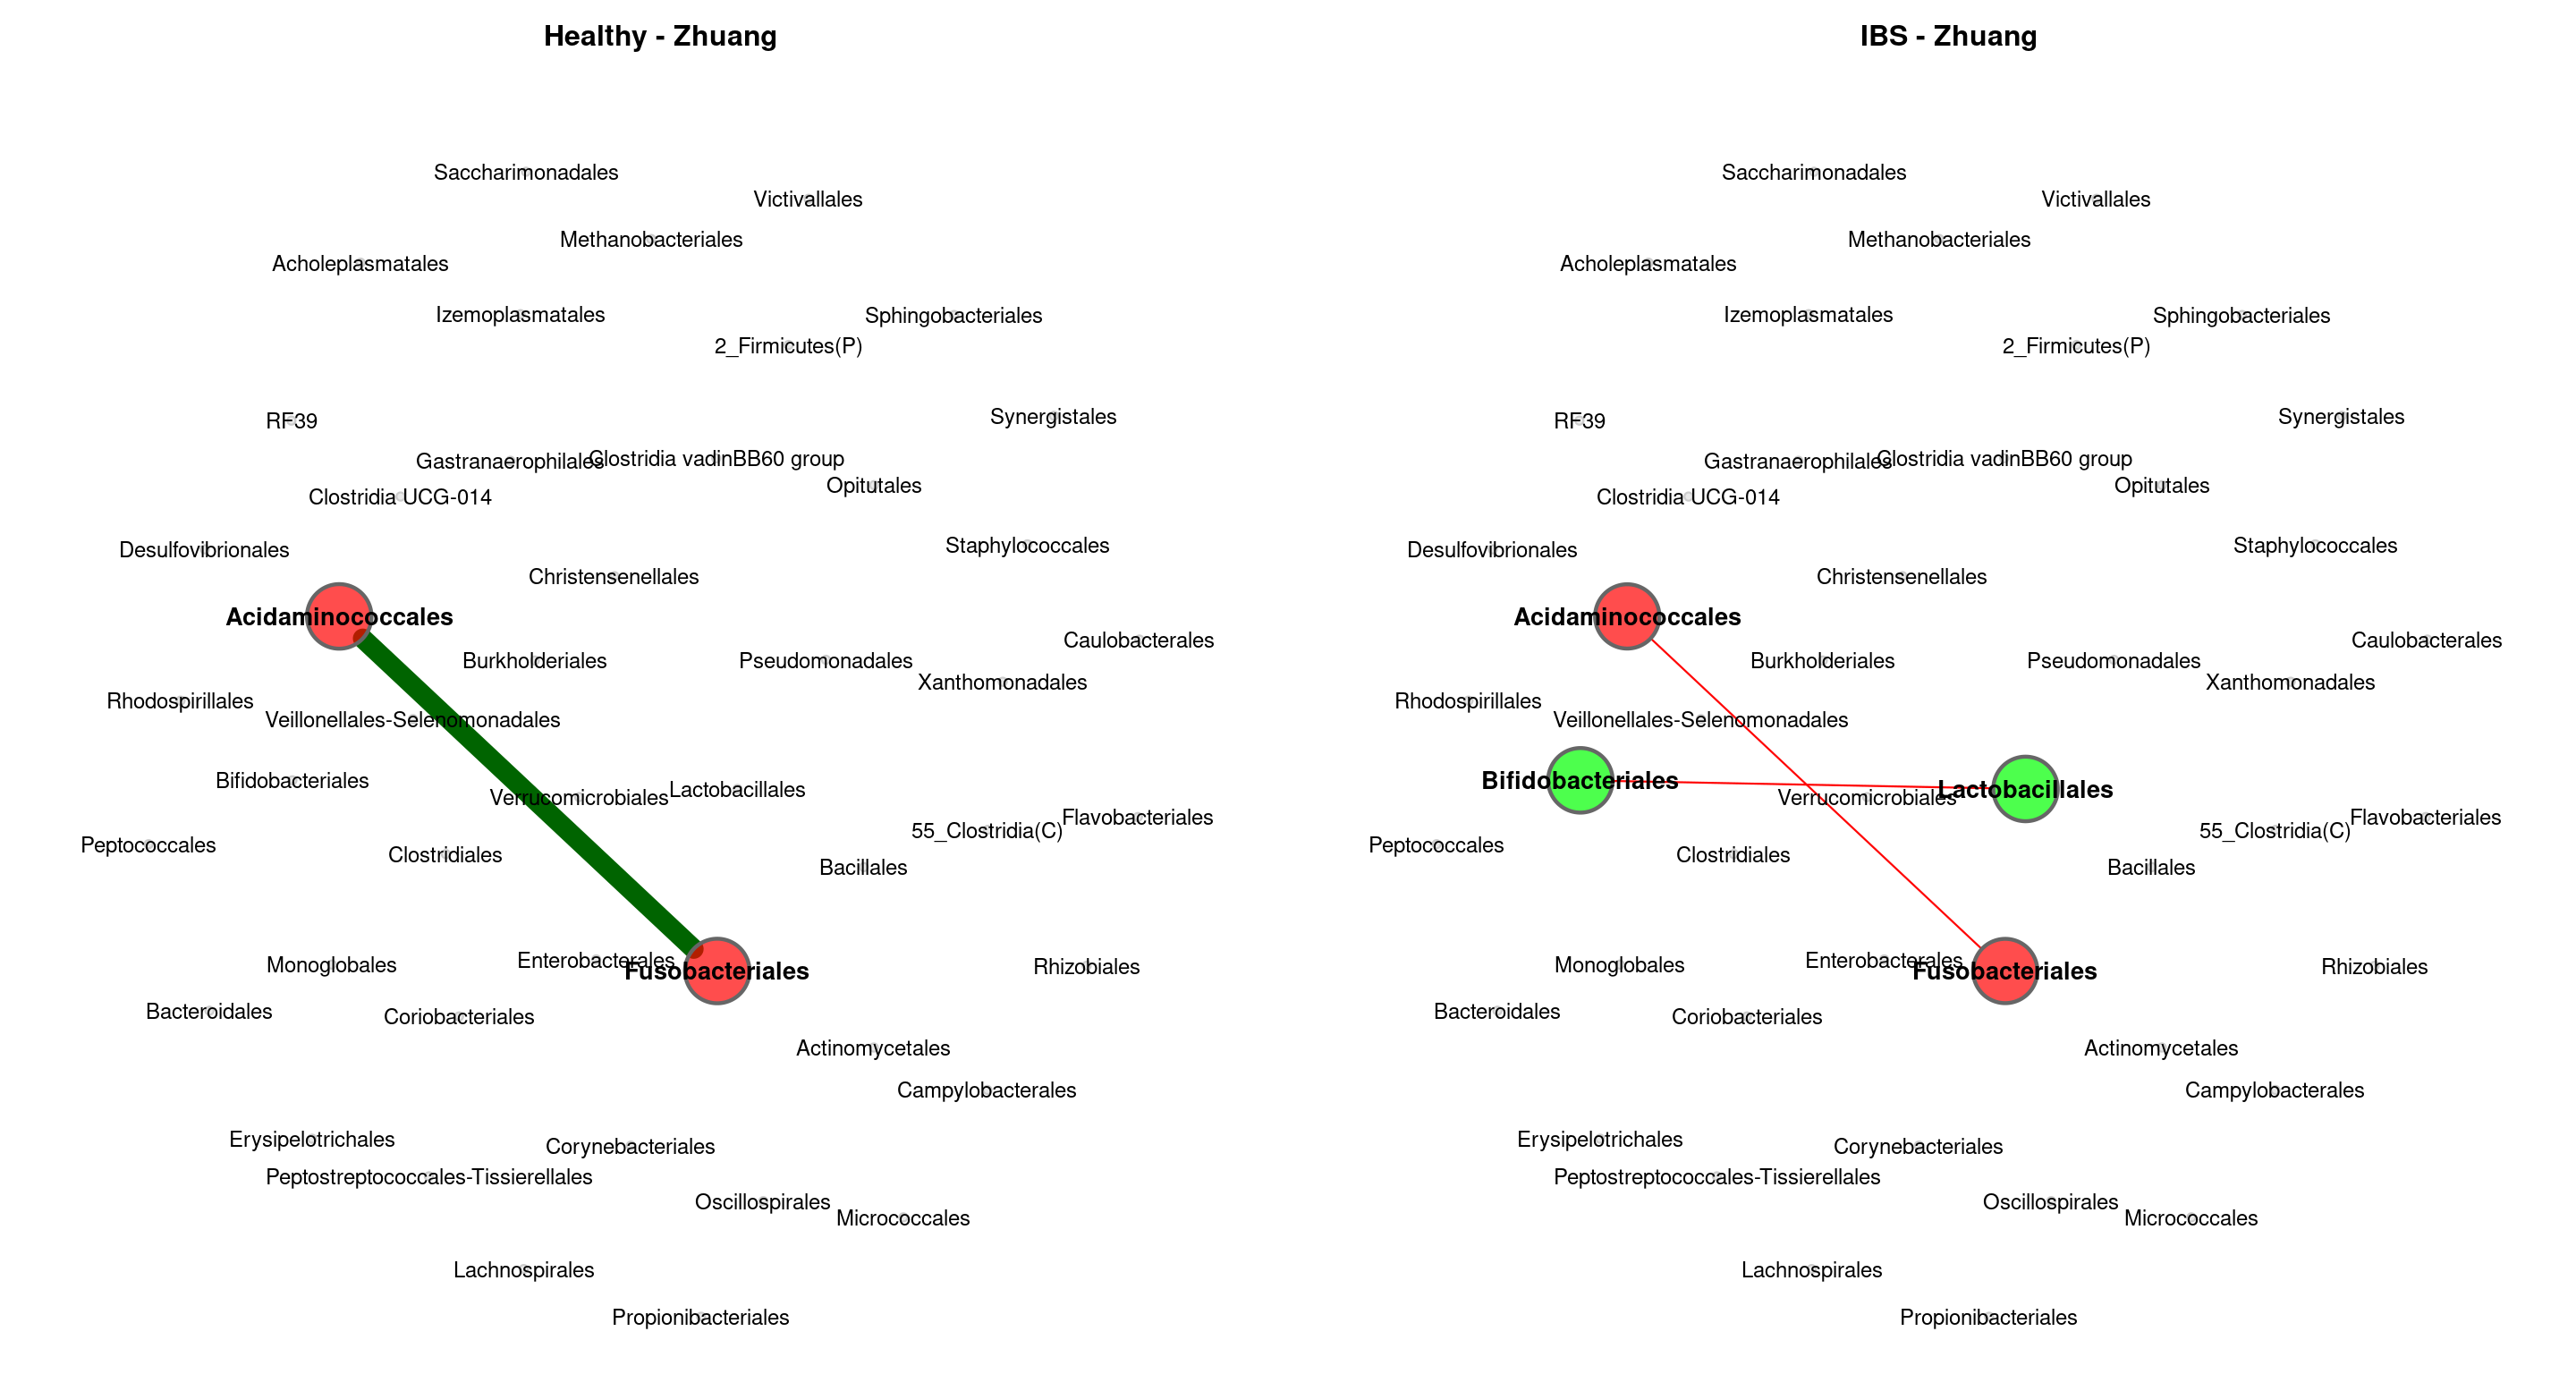 Healthy - Zhuang
Saccharimonadales
Victivallales
Methanobacteriales
Acholeplasmatales
Izemoplasmatales
Sphingobacteriales
2_Firmicutes(P)
Synergistales
RF39
Gastranaerophilales
Clostridia vadinBB60 group
Opitutales
Clostridia UCG-014
Staphylococcales
Desulfovibrionales
Christensenellales
Acidaminococcales
Caulobacterales
Burkholderiales
Pseudomonadales
Xanthomonadales
Rhodospirillales
Veillonellales-Selenomonadales
Bifidobacteriales
Lactobacillales
Verrucomicrobiales
Flavobacteriales
55_Clostridia(C)
Peptococcales
Clostridiales
Bacillales
Enterobacterales
Monoglobales
Rhizobiales
Fusobacteriales
Bacteroidales
Coriobacteriales
Actinomycetales
Campylobacterales
Erysipelotrichales
Corynebacteriales
Peptostreptococcales-Tissierellales
Oscillospirales
Micrococcales
Lachnospirales
Propionibacteriales
IBS - Zhuang
Saccharimonadales
Victivallales
Methanobacteriales
Acholeplasmatales
Izemoplasmatales
Sphingobacteriales
2_Firmicutes(P)
Synergistales
RF39
Gastranaerophilales
Clostridia vadinBB60 group
Opitutales
Clostridia UCG-014
Staphylococcales
Desulfovibrionales
Christensenellales
Acidaminococcales
Caulobacterales
Burkholderiales
Pseudomonadales
Xanthomonadales
Rhodospirillales
Veillonellales-Selenomonadales
Bifidobacteriales
Lactobacillales
Verrucomicrobiales
Flavobacteriales
55_Clostridia(C)
Peptococcales
Clostridiales
Bacillales
Enterobacterales
Monoglobales
Rhizobiales
Fusobacteriales
Bacteroidales
Coriobacteriales
Actinomycetales
Campylobacterales
Erysipelotrichales
Corynebacteriales
Peptostreptococcales-Tissierellales
Oscillospirales
Micrococcales
Lachnospirales
Propionibacteriales